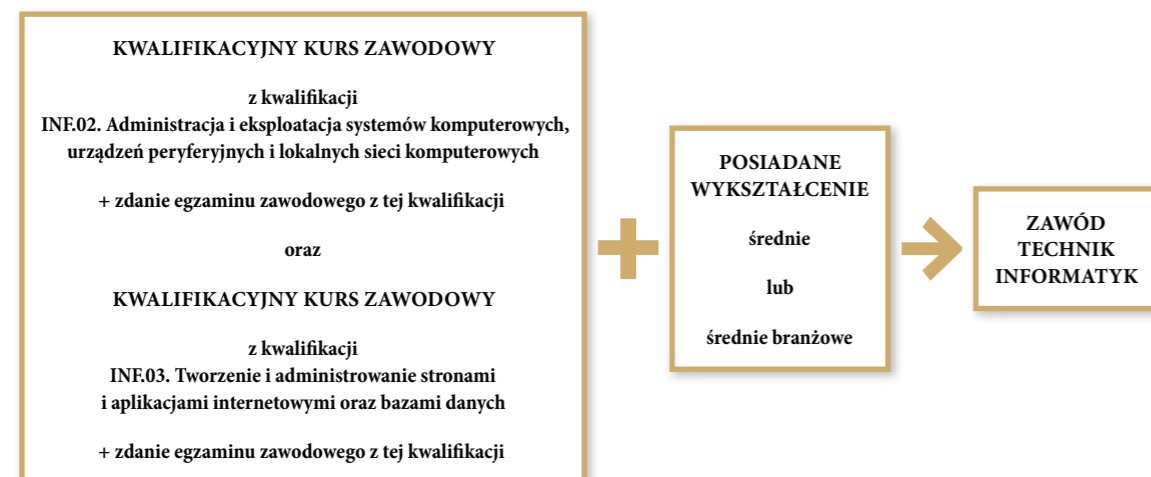 KWALIFIKACYJNY KURS ZAWODOWY
z kwalifikacji
INF.02. Administracja i eksploatacja systemów komputerowych,
urządzeń peryferyjnych i lokalnych sieci komputerowych
+ zdanie egzaminu zawodowego z tej kwalifikacji
oraz
KWALIFIKACYJNY KURS ZAWODOWY
z kwalifikacji
INF.03. Tworzenie i administrowanie stronami
i aplikacjami internetowymi oraz bazami danych
+ zdanie egzaminu zawodowego z tej kwalifikacji
POSIADANE
WYKSZTAŁCENIE
średnie
lub
średnie branżowe
ZAWÓD
TECHNIK
INFORMATYK